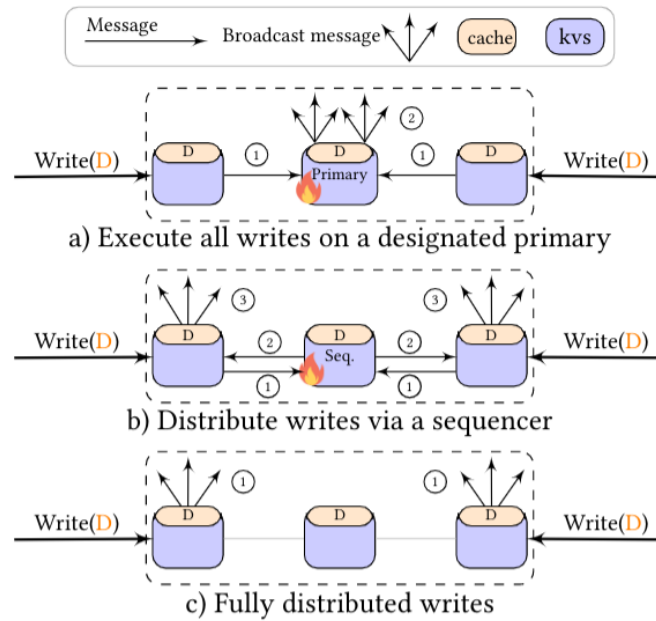 Message Broadcast message cache kvs
D D D
Write(D) ① ② ① Write(D)
Primary
a) Execute all writes on a designated primary
③ ③
D D D
Write(D) ② ② Write(D)
Seq.
① ①
b) Distribute writes via a sequencer
① ①
D D D
Write(D) Write(D)
c) Fully distributed writes